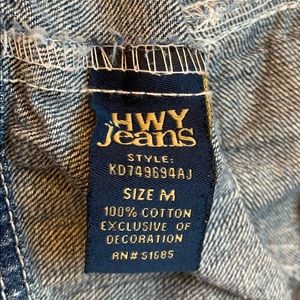 HWY
Jeans
STYLE:
KD749694AJ
SIZE M
100% COTTON
EXCLUSIVE OF
DECORATION
RN# 51685